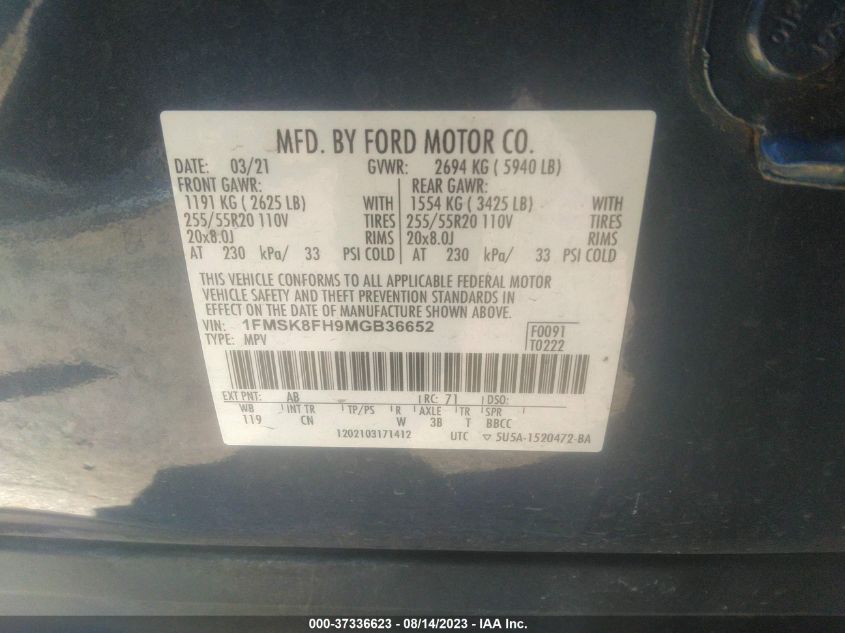 MFD. BY FORD MOTOR CO.
DATE: 03/21 GVWR: 2694 KG ( 5940 LB)
FRONT GAWR: REAR GAWR:
1191 KG ( 2625 LB) WITH 1554 KG ( 3425 LB) WITH
255/55R20 110V TIRES 255/55R20 110V TIRES
20x8.0J RIMS 20x8.0J RIMS
AT 230 kPa/ 33 PSI COLD AT 230 kPa/ 33 PSI COLD
THIS VEHICLE CONFORMS TO ALL APPLICABLE FEDERAL MOTOR
VEHICLE SAFETY AND THEFT PREVENTION STANDARDS IN
EFFECT ON THE DATE OF MANUFACTURE SHOWN ABOVE.
VIN: 1FMSK8FH9MGB36652 F0091
TYPE: MPV T0222
EXT PNT: AB RC: 71 DSO:
WB INT TR TP/PS R AXLE TR SPR
119 CN W 3B T BBCC
1202103171412 UTC ▽ 5U5A-1520472-BA
000-37336623 - 08/14/2023 - IAA Inc.